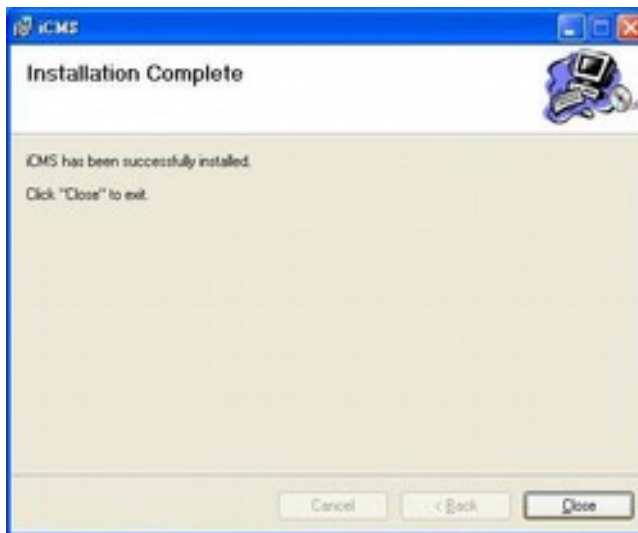 iCMS
Installation Complete
iCMS has been successfully installed.
Click "Close" to exit.
Cancel
< Back
Close